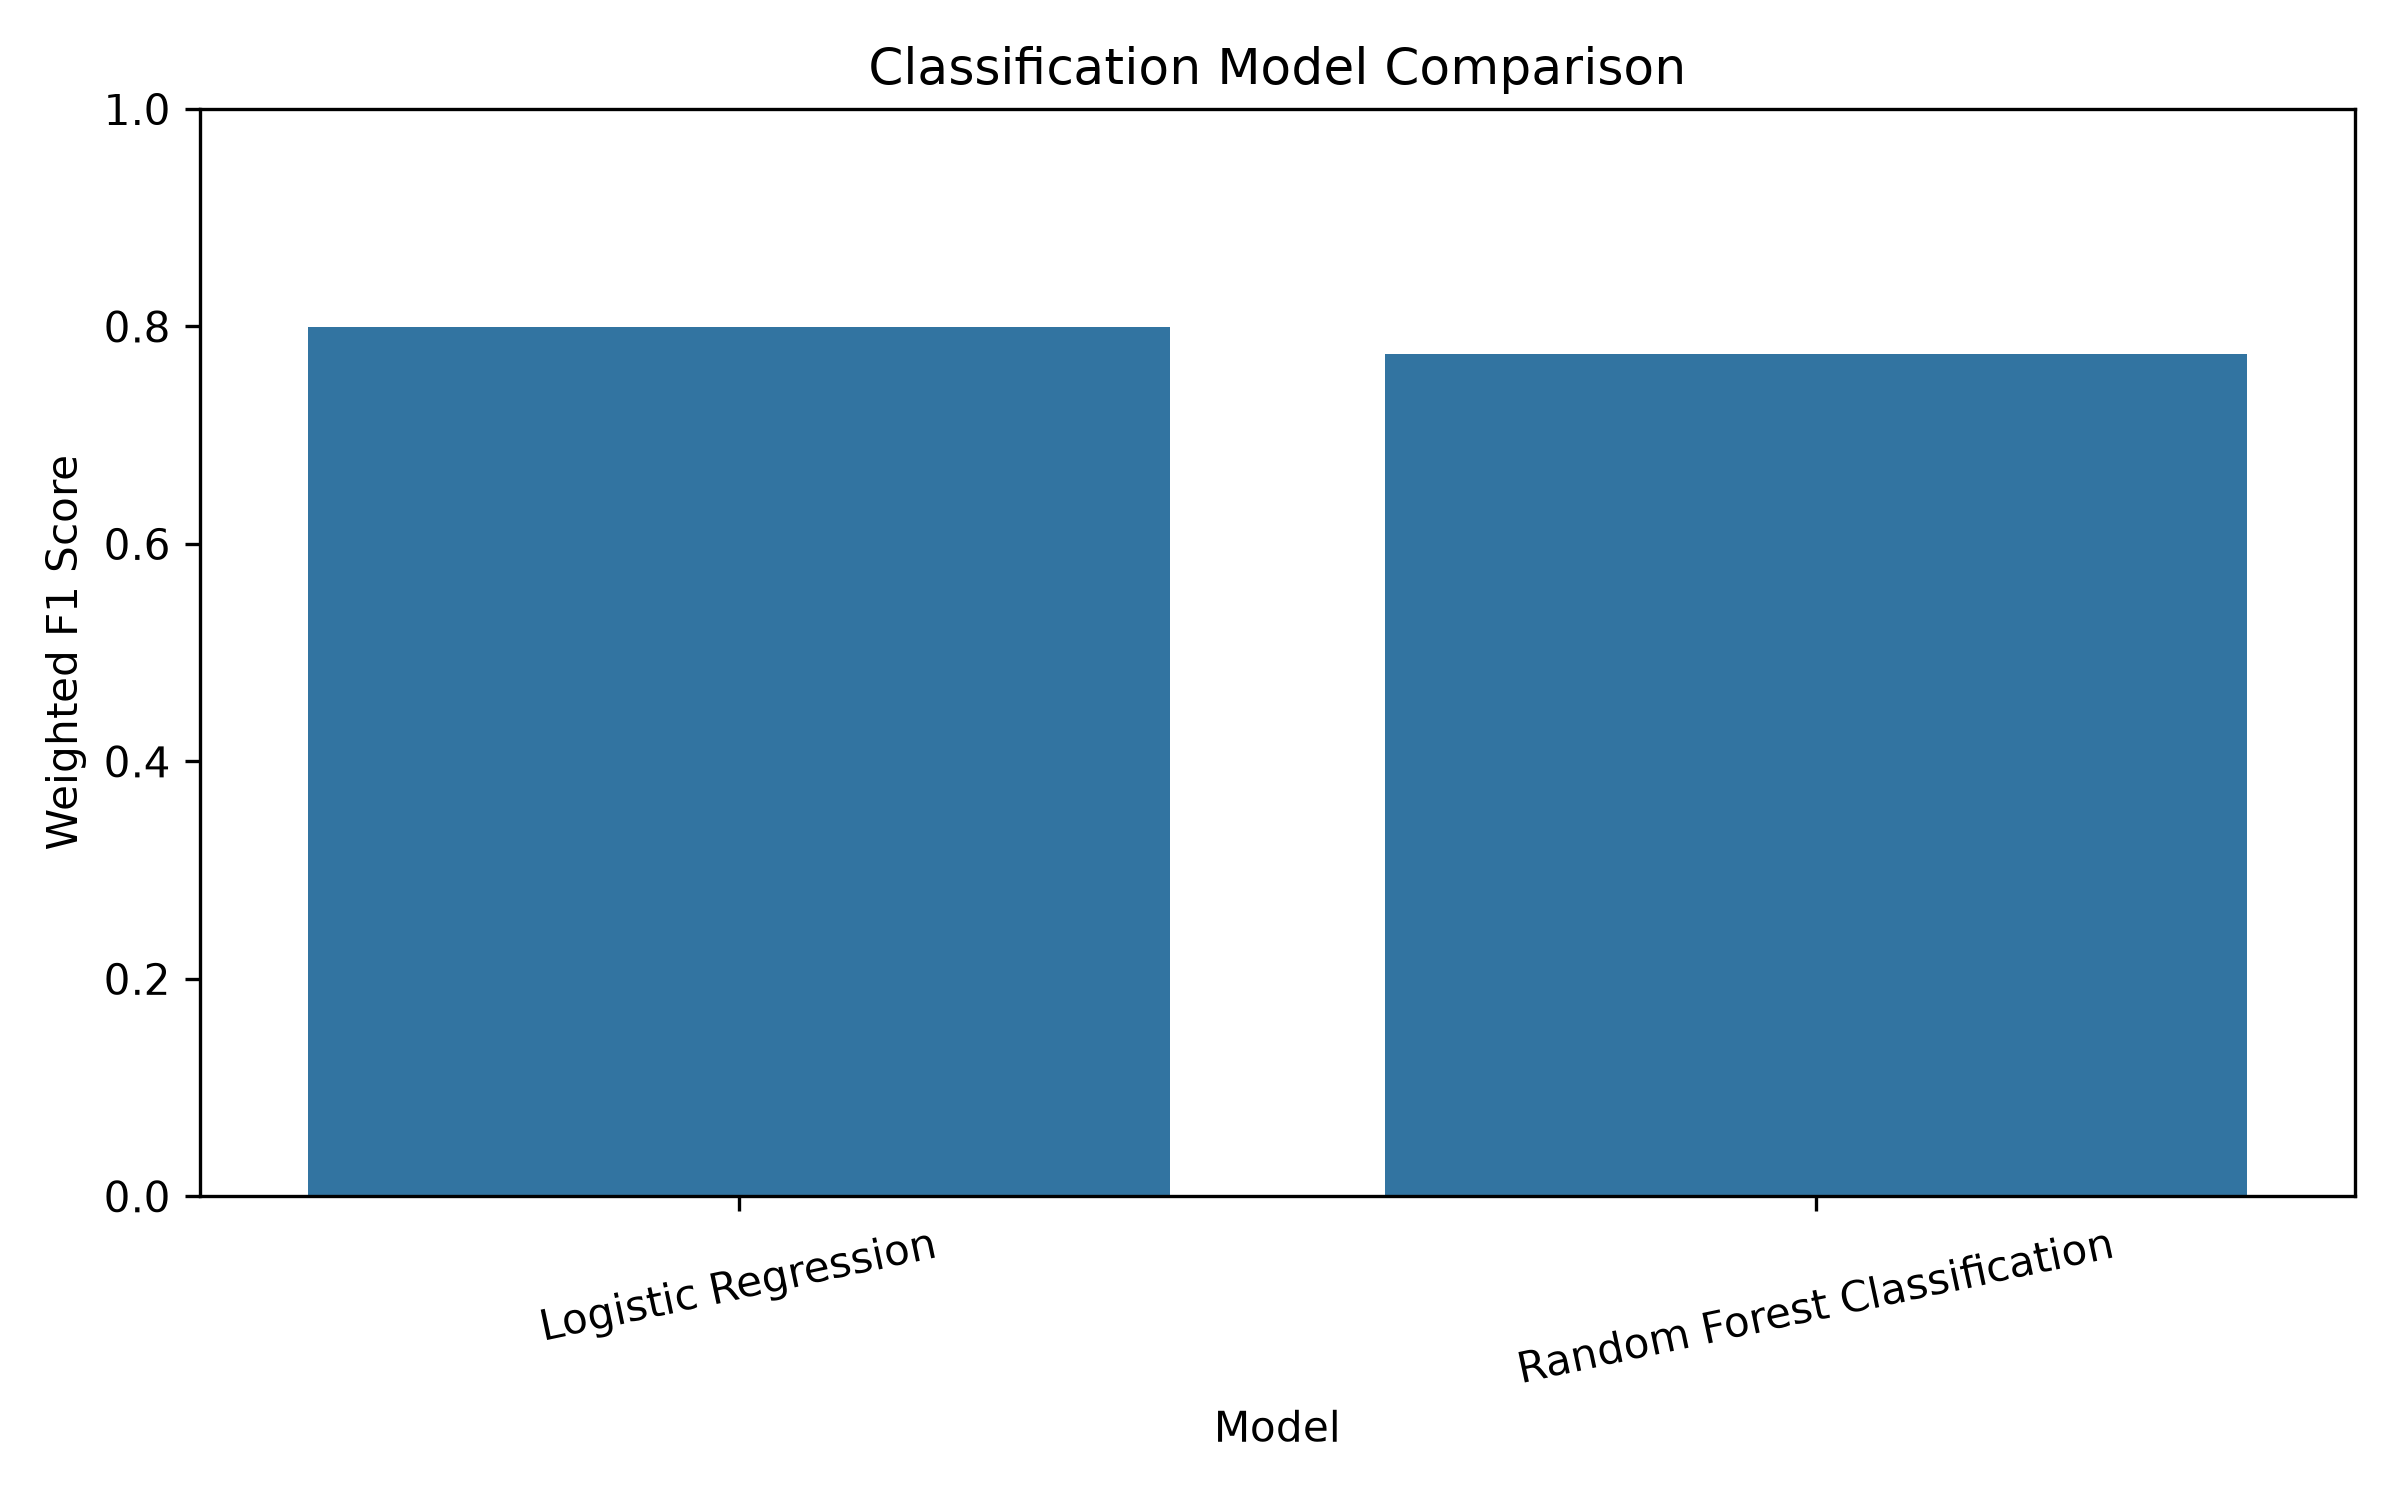 Classification Model Comparison
Weighted F1 Score
1.0
0.8
0.6
0.4
0.2
0.0
Logistic Regression
Random Forest Classification
Model